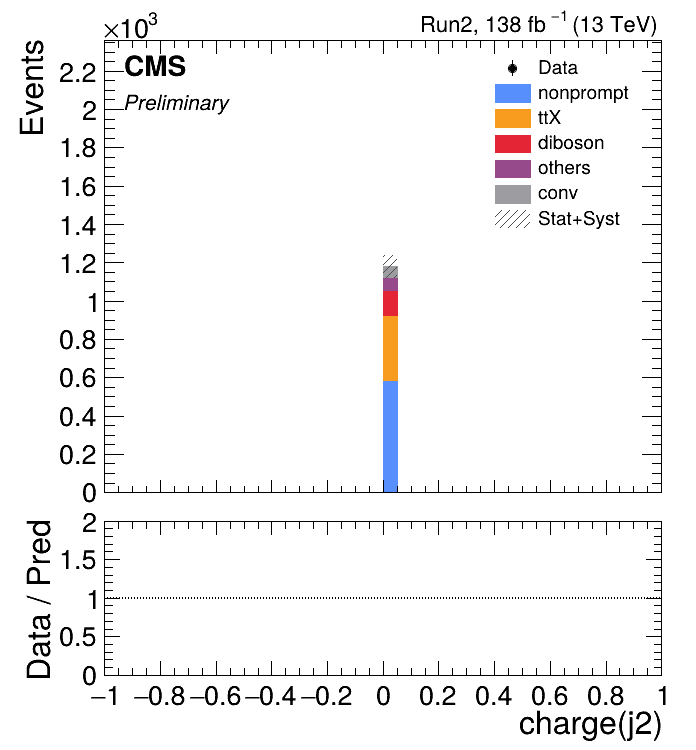 ×10³
Run2, 138 fb⁻¹ (13 TeV)
CMS
Preliminary
Events
2.2
2
1.8
1.6
1.4
1.2
1
0.8
0.6
0.4
0.2
0
Data
nonprompt
ttX
diboson
others
conv
Stat+Syst
Data / Pred
2
1.5
1
0.5
0
−1 −0.8 −0.6 −0.4 −0.2 0 0.2 0.4 0.6 0.8 1
charge(j2)